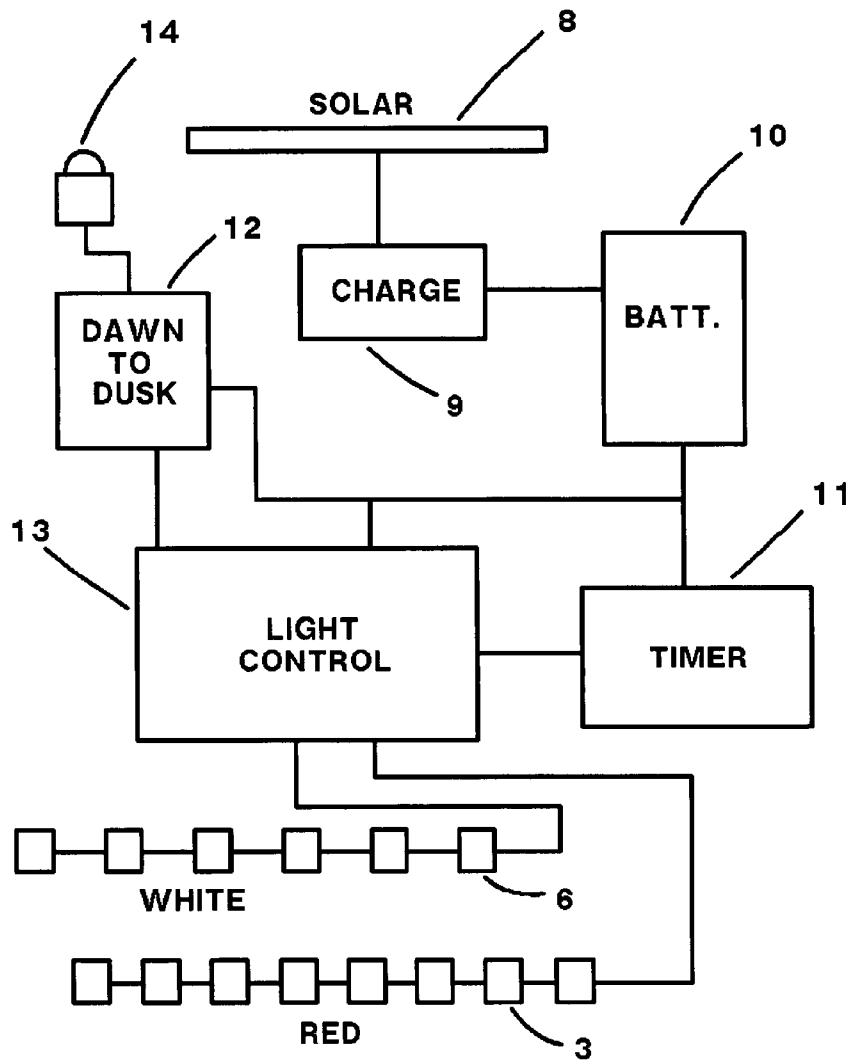 14
8
SOLAR
10
12
CHARGE
BATT.
DAWN
TO
DUSK
9
11
13
LIGHT
CONTROL
TIMER
WHITE
6
RED
3